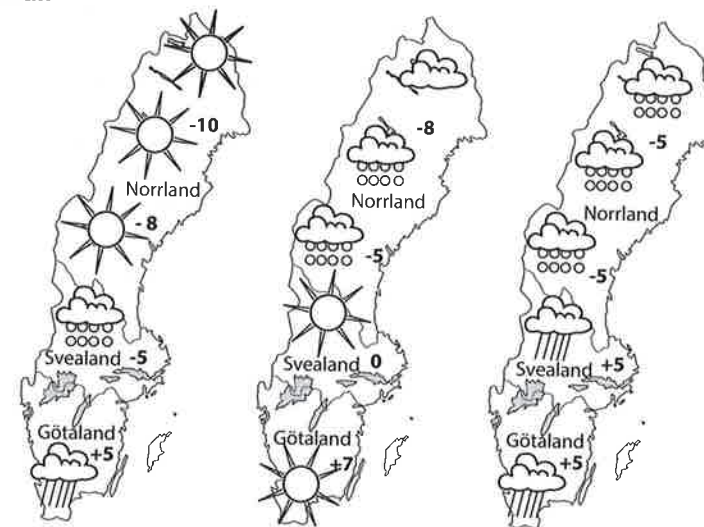 -10
Norrland
- 8
Svealand -5
Götaland
+5
-8
Norrland
-5
Svealand 0
Götaland
+7
-5
Norrland
-5
Svealand +5
Götaland
+5